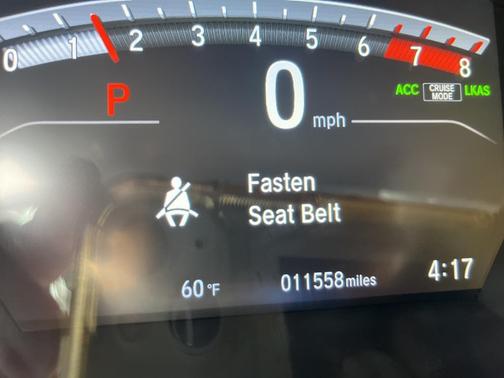 0 1 2 3 4 5 6 7 8
P
0 mph
ACC CRUISE MODE LKAS
Fasten
Seat Belt
60 °F
011558 miles
4:17